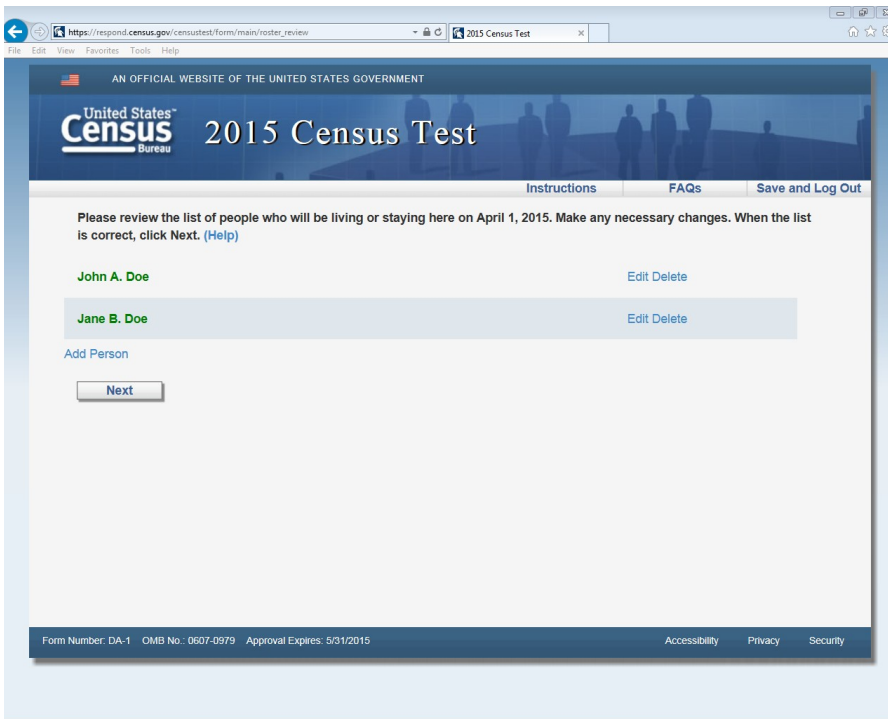 https://respond.census.gov/censustest/form/main/roster_review
2015 Census Test
File Edit View Favorites Tools Help
AN OFFICIAL WEBSITE OF THE UNITED STATES GOVERNMENT
United States™
Census
Bureau
2015 Census Test
Instructions FAQs Save and Log Out
Please review the list of people who will be living or staying here on April 1, 2015. Make any necessary changes. When the list
is correct, click Next. (Help)
John A. Doe Edit Delete
Jane B. Doe Edit Delete
Add Person
Next
Form Number: DA-1 OMB No.: 0607-0979 Approval Expires: 5/31/2015 Accessibility Privacy Security